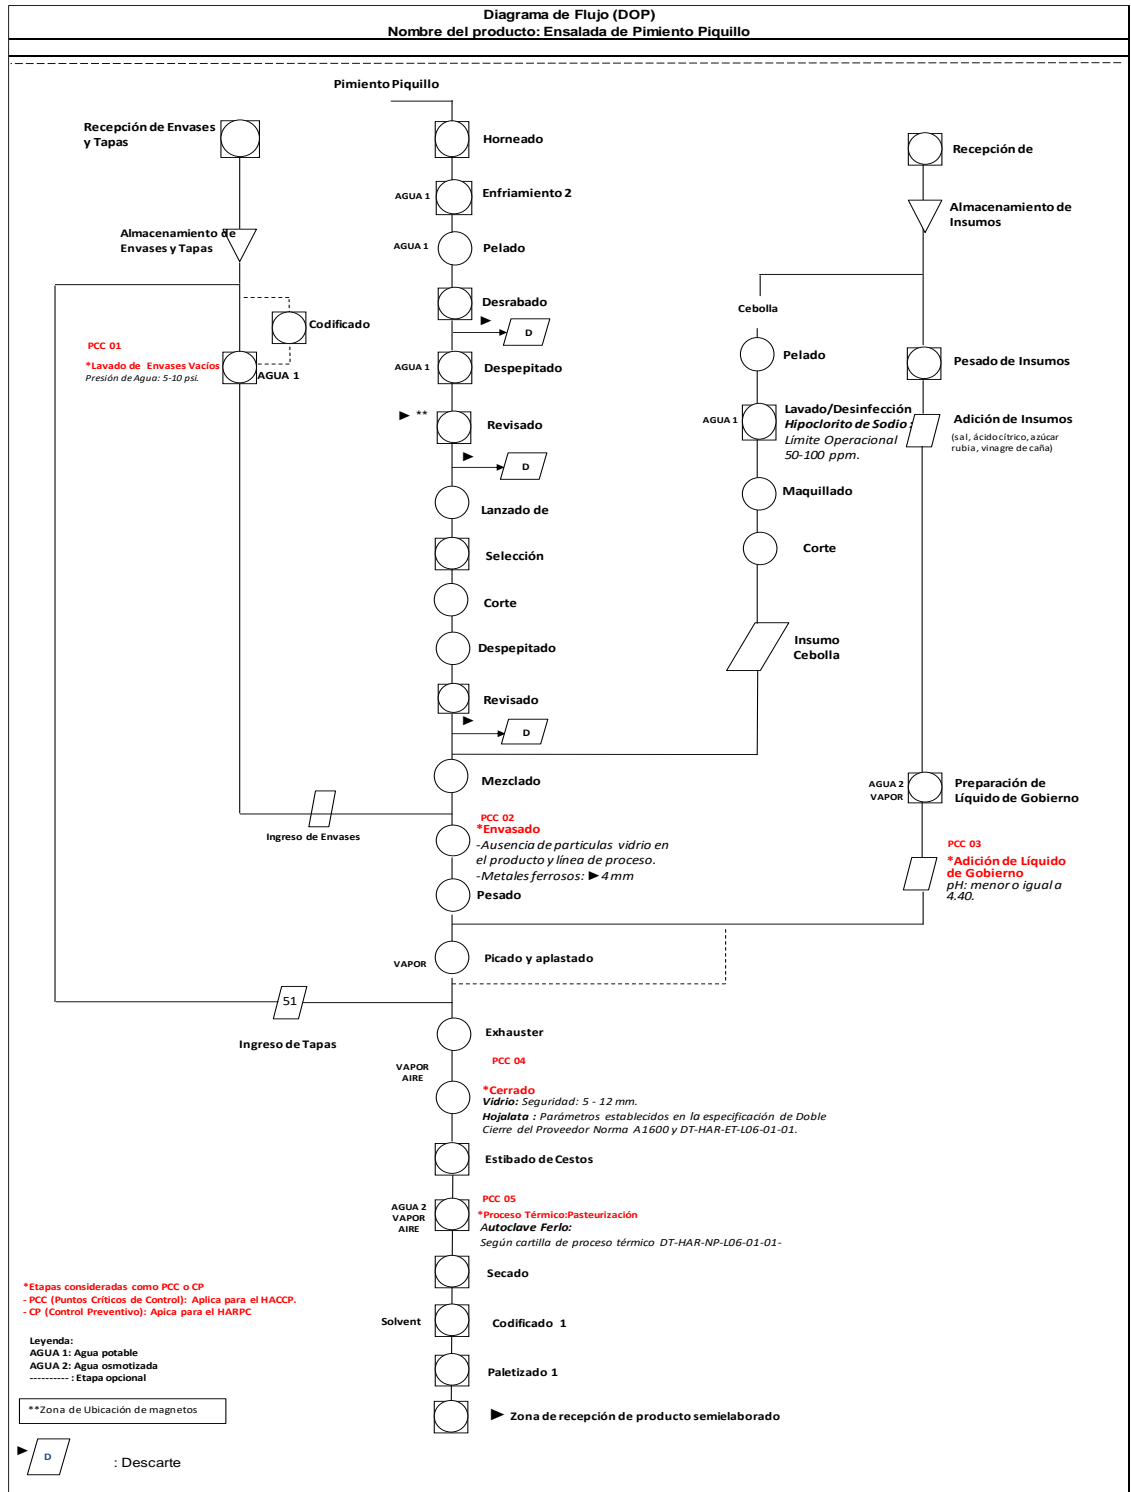 Diagrama de Flujo (DOP)
Nombre del producto: Ensalada de Pimiento Piquillo
Pimiento Piquillo
Recepción de Envases
y Tapas
Horneado
Recepción de
AGUA 1
Enfriamiento 2
Almacenamiento de
Insumos
Almacenamiento de
Envases y Tapas
AGUA 1
Pelado
Desrabado
D
Cebolla
Codificado
PCC 01
*Lavado de Envases Vacíos
Presión de Agua: 5-10 psi.
AGUA 1
AGUA 1
Despepitado
Pelado
Pesado de Insumos
**
Revisado
D
AGUA 1
Lavado/Desinfección
Hipoclorito de Sodio :
Límite Operacional
50-100 ppm.
Adición de Insumos
(sal, ácido cítrico, azúcar
rubia, vinagre de caña)
Lanzado de
Maquillado
Selección
Corte
Corte
Despepitado
Insumo
Cebolla
Revisado
D
Mezclado
AGUA 2
VAPOR
Preparación de
Líquido de Gobierno
Ingreso de Envases
PCC 02
*Envasado
-Ausencia de particulas vidrio en
el producto y línea de proceso.
-Metales ferrosos: ► 4 mm
PCC 03
*Adición de Líquido
de Gobierno
pH: menor o igual a
4.40.
Pesado
VAPOR
Picado y aplastado
51
Ingreso de Tapas
Exhauster
VAPOR
AIRE
PCC 04
*Cerrado
Vidrio: Seguridad: 5 - 12 mm.
Hojalata : Parámetros establecidos en la especificación de Doble
Cierre del Proveedor Norma A1600 y DT-HAR-ET-L06-01-01.
Estibado de Cestos
AGUA 2
VAPOR
AIRE
PCC 05
*Proceso Térmico:Pasteurización
Autoclave Ferlo:
Según cartilla de proceso térmico DT-HAR-NP-L06-01-01-
Secado
*Etapas consideradas como PCC o CP
- PCC (Puntos Críticos de Control): Aplica para el HACCP.
- CP (Control Preventivo): Apica para el HARPC
Solvent
Codificado 1
Leyenda:
AGUA 1: Agua potable
AGUA 2: Agua osmotizada
---------- : Etapa opcional
Paletizado 1
**Zona de Ubicación de magnetos
► Zona de recepción de producto semielaborado
D
: Descarte